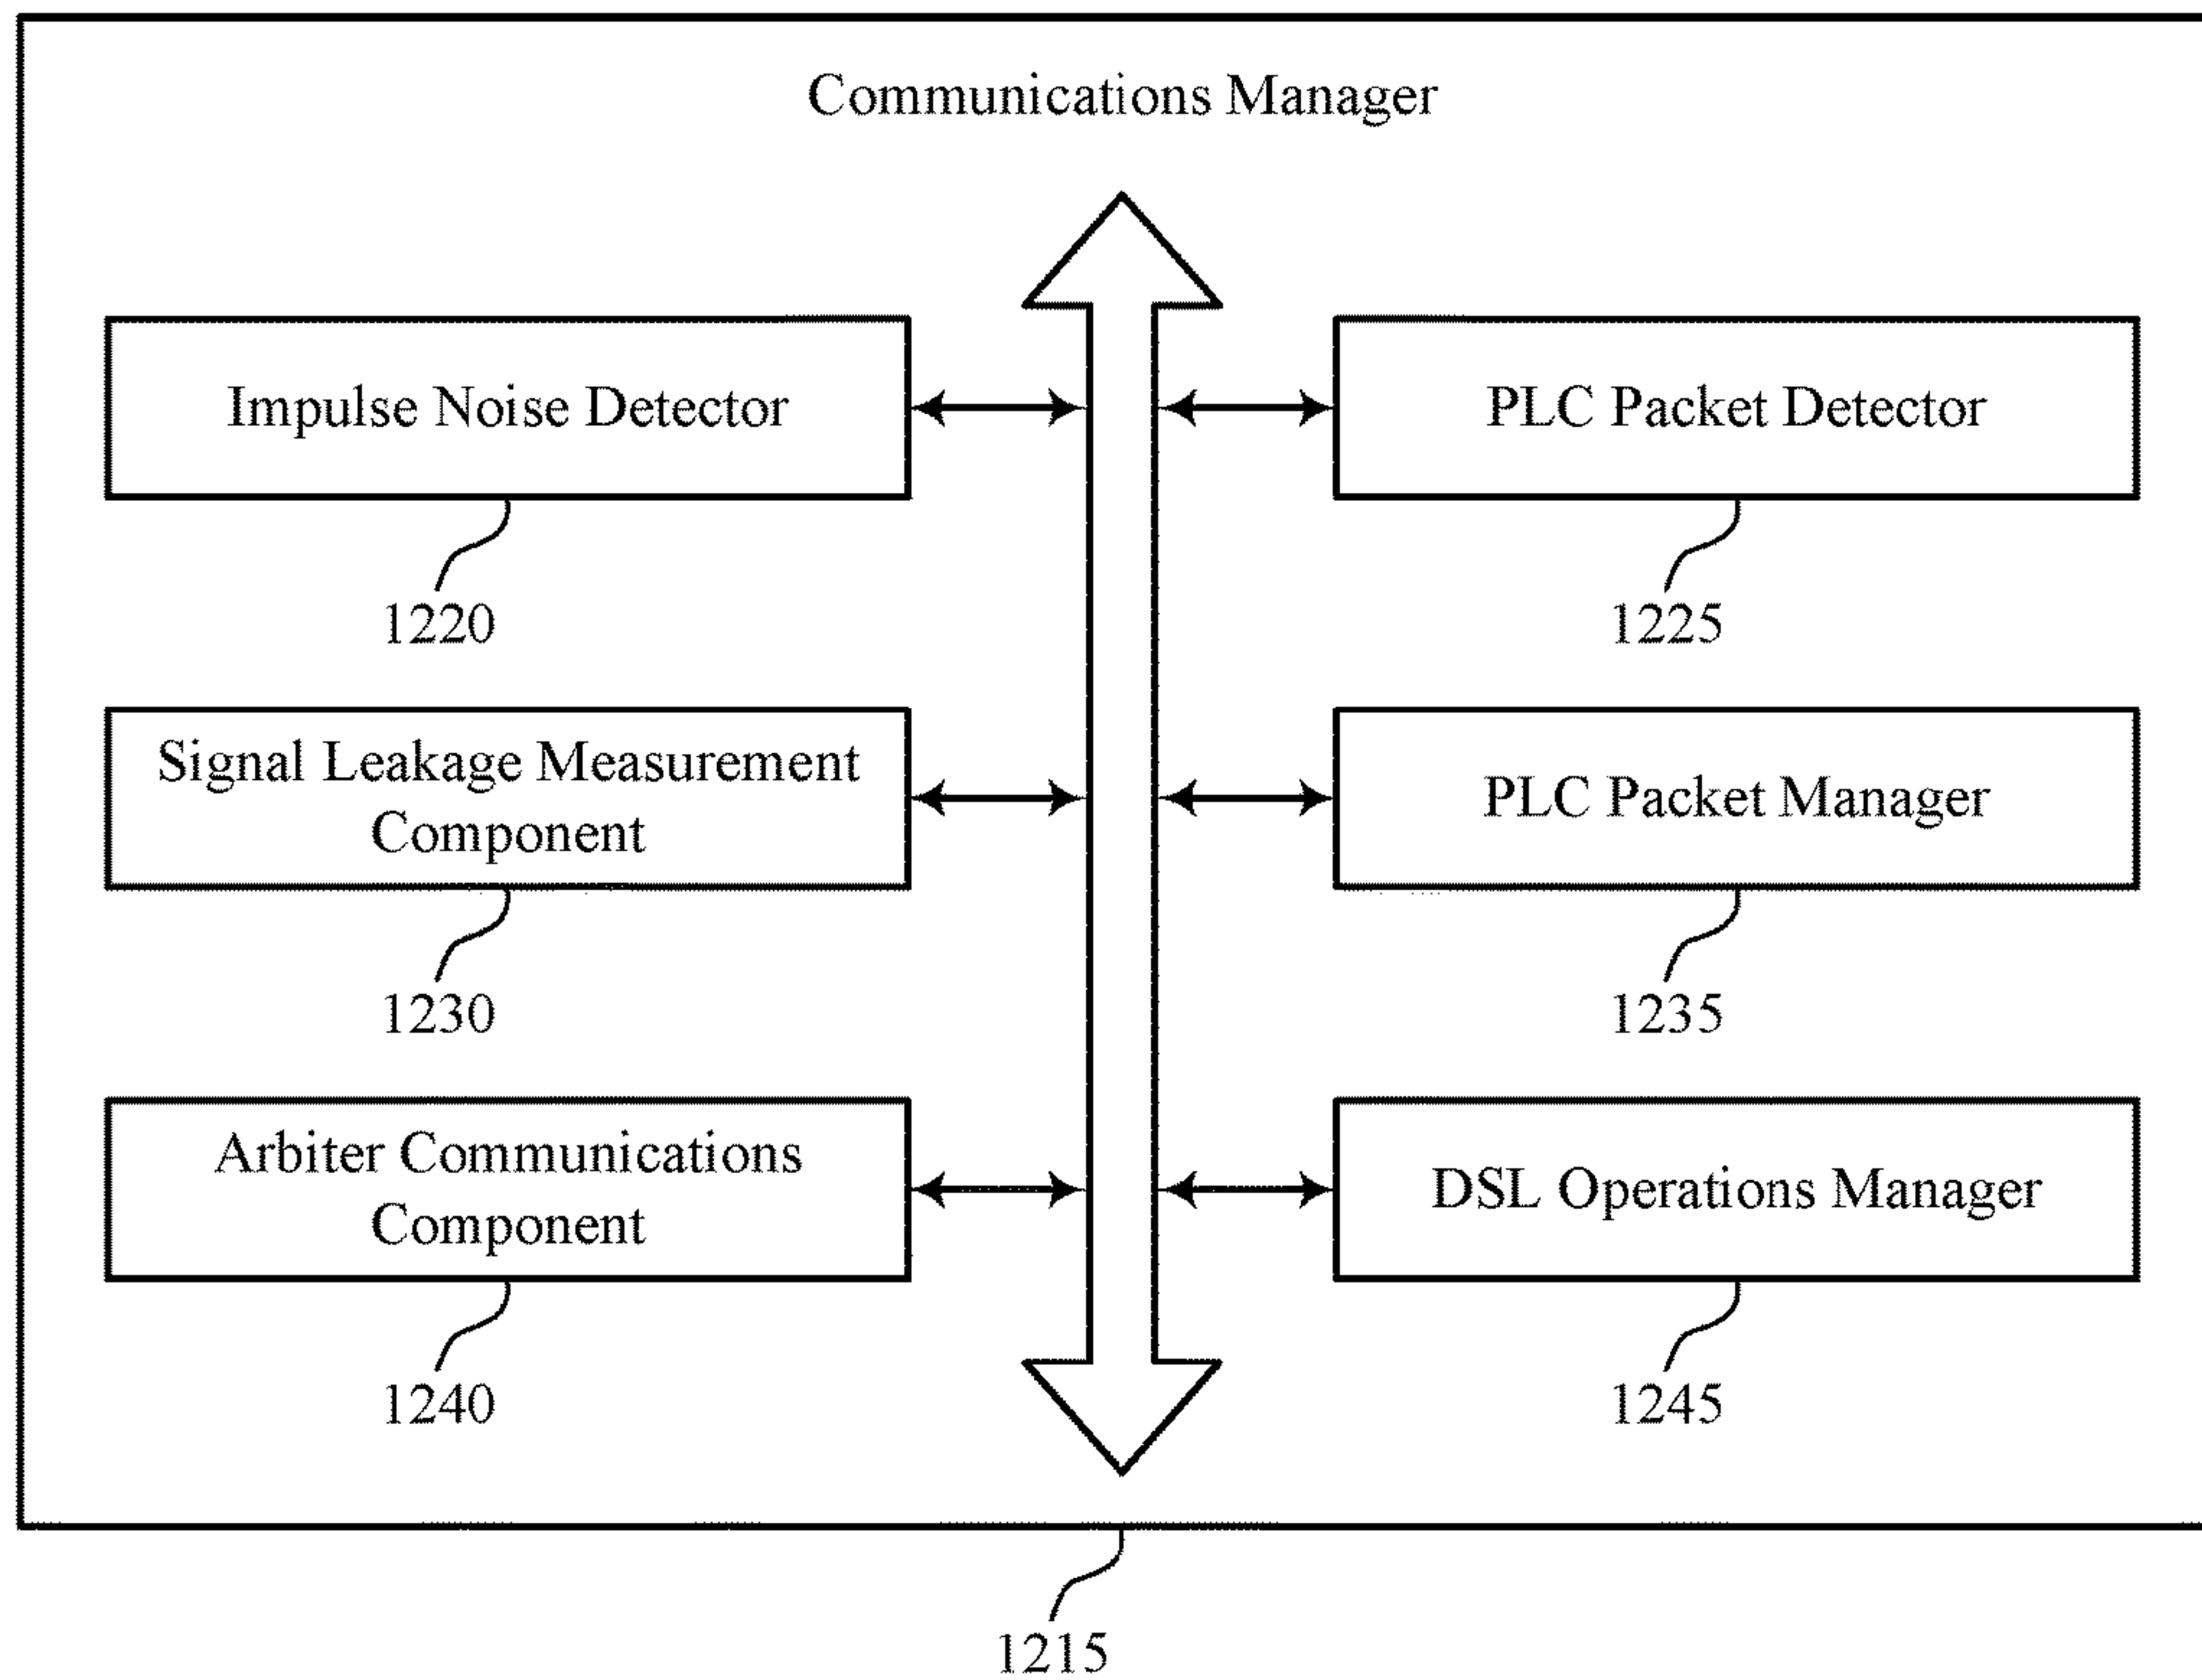 Communications Manager
Impulse Noise Detector
PLC Packet Detector
1220
1225
Signal Leakage Measurement
Component
PLC Packet Manager
1230
1235
Arbiter Communications
Component
DSL Operations Manager
1240
1245
1215